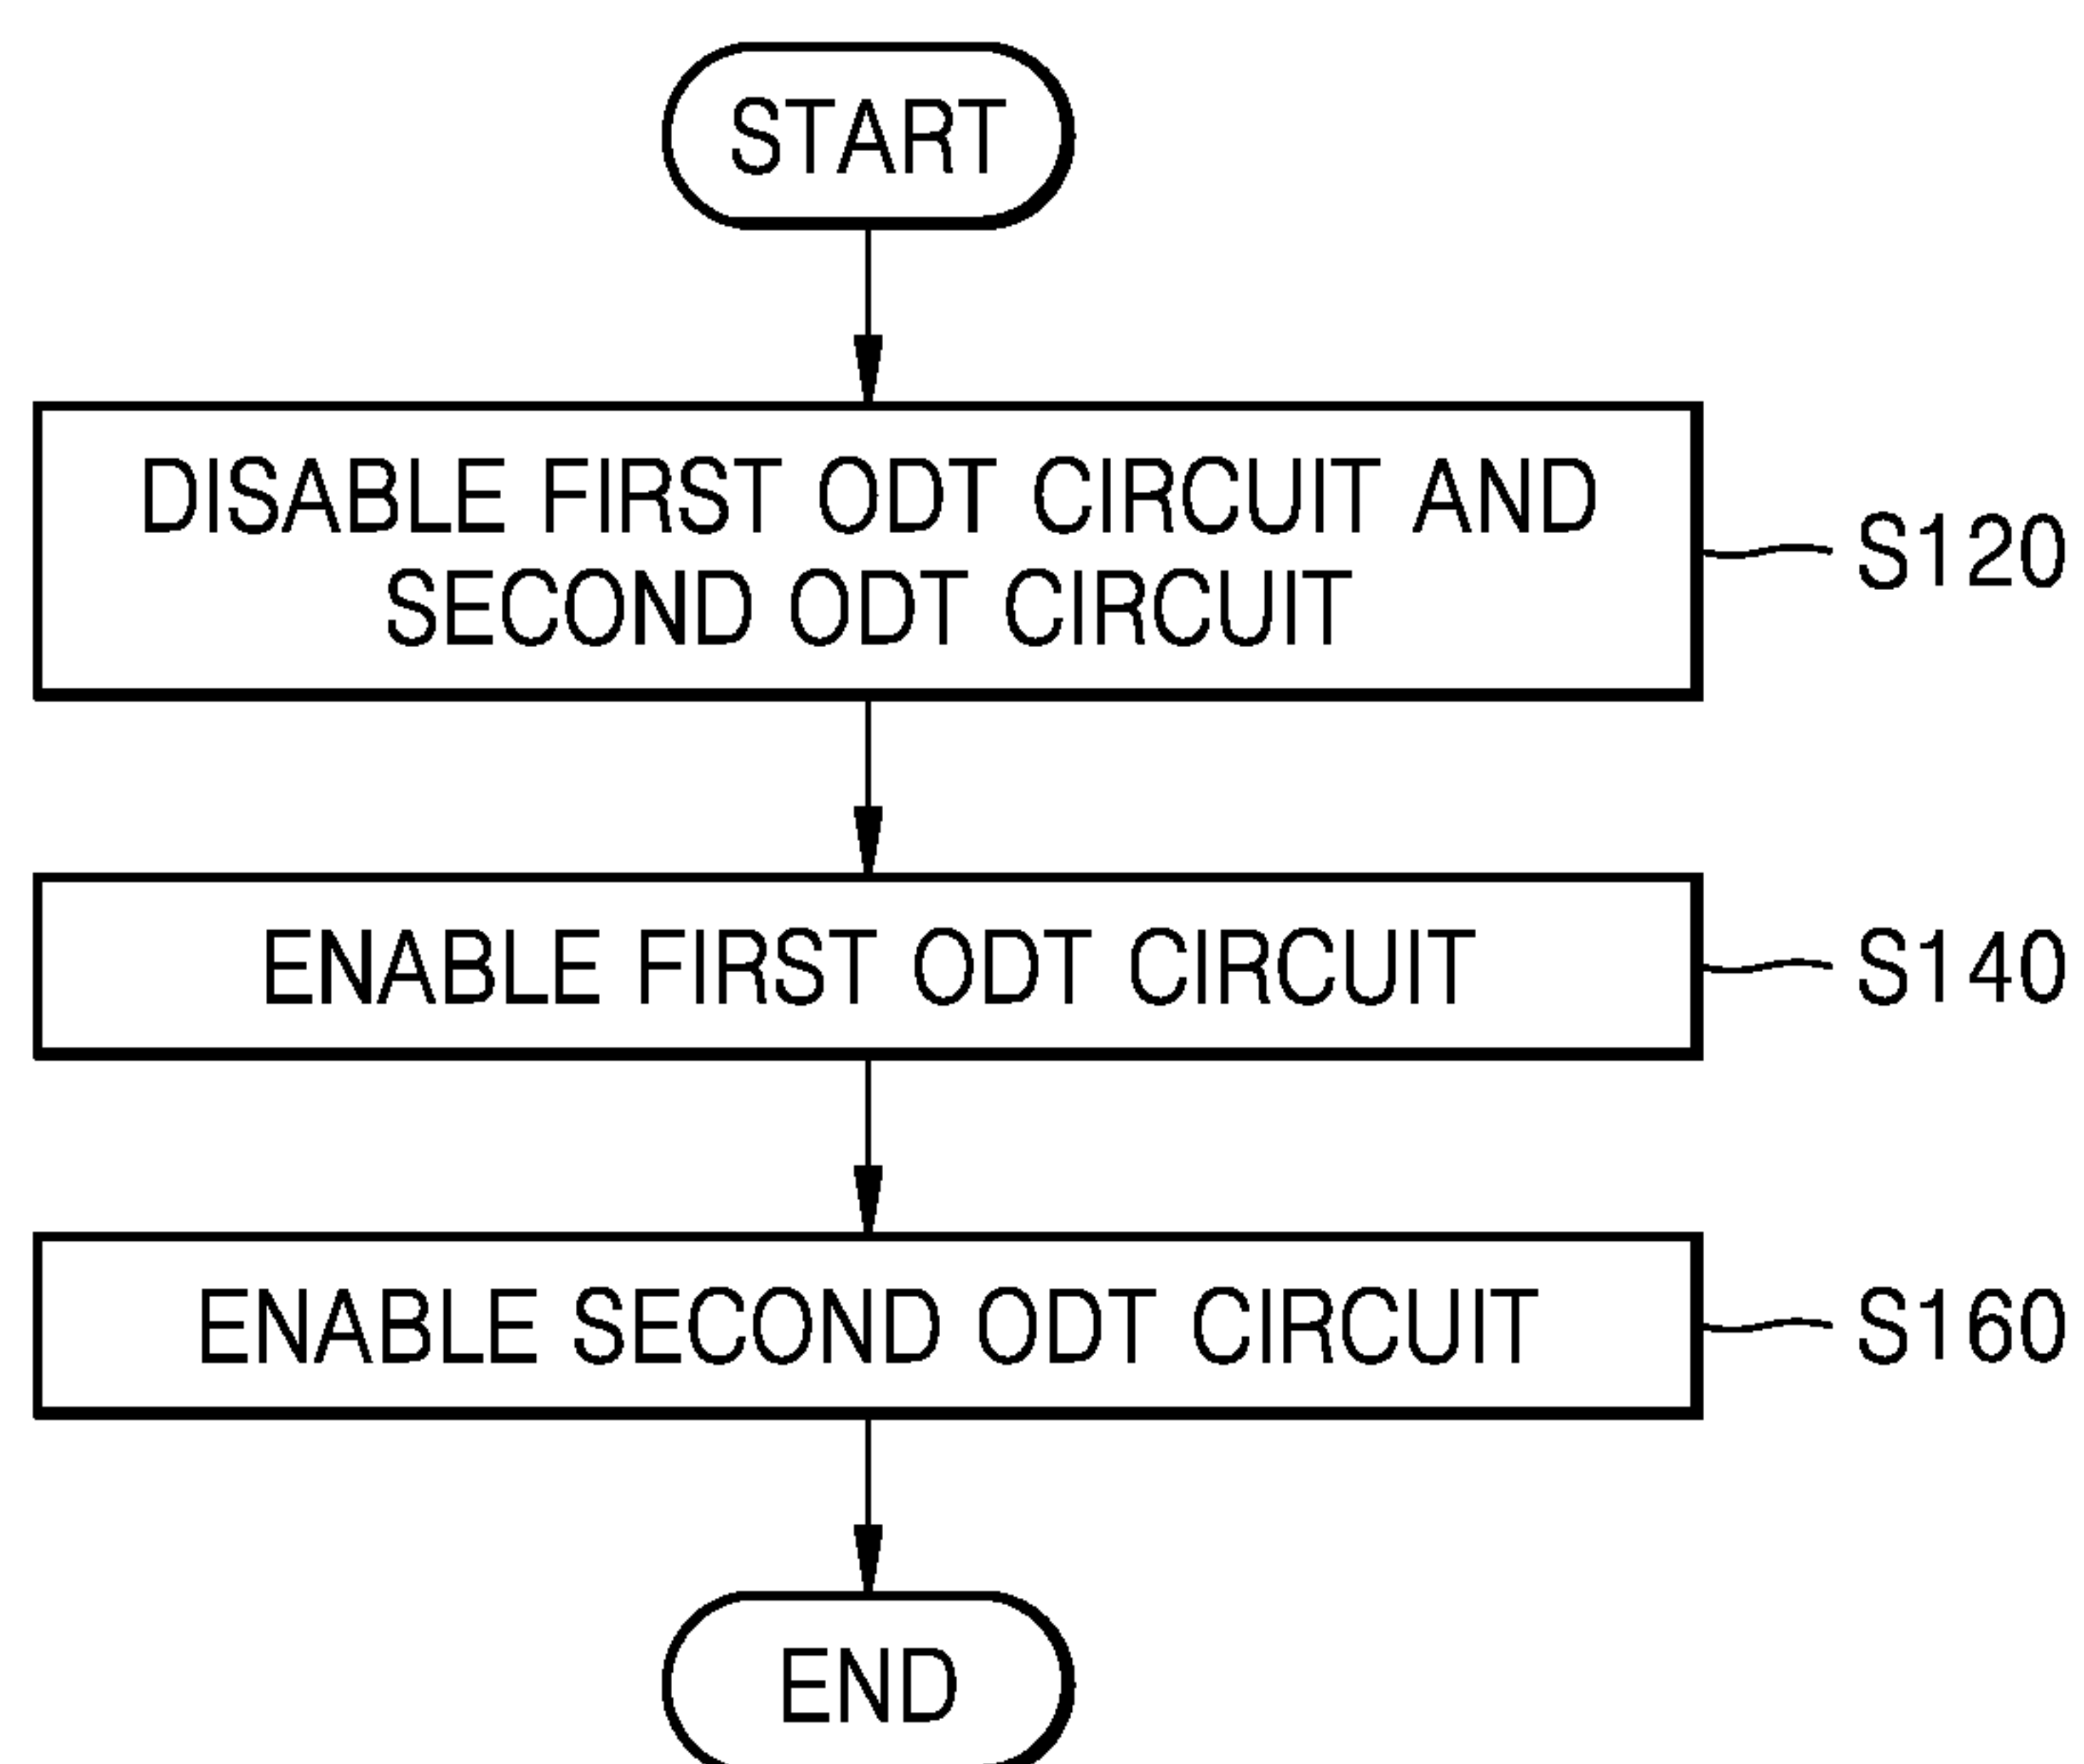 START
DISABLE FIRST ODT CIRCUIT AND
SECOND ODT CIRCUIT
S120
ENABLE FIRST ODT CIRCUIT
S140
ENABLE SECOND ODT CIRCUIT
S160
END